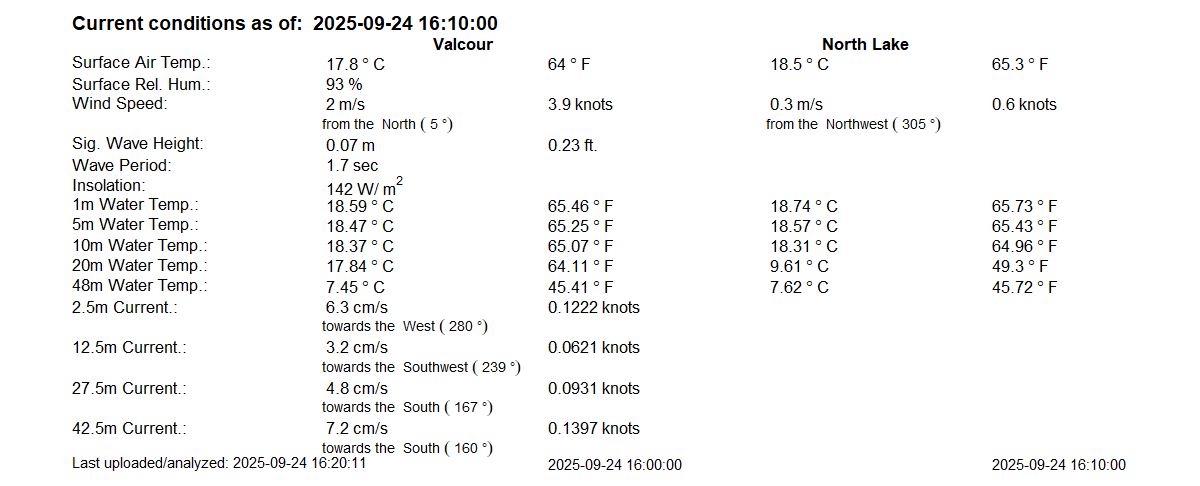 Current conditions as of: 2025-09-24 16:10:00
Valcour North Lake
Surface Air Temp.: 17.8 ° C 64 ° F 18.5 ° C 65.3 ° F
Surface Rel. Hum.: 93 %
Wind Speed: 2 m/s 3.9 knots 0.3 m/s 0.6 knots
from the North ( 5 °) from the Northwest ( 305 °)
Sig. Wave Height: 0.07 m 0.23 ft.
Wave Period: 1.7 sec
Insolation: 142 W/ m²
1m Water Temp.: 18.59 ° C 65.46 ° F 18.74 ° C 65.73 ° F
5m Water Temp.: 18.47 ° C 65.25 ° F 18.57 ° C 65.43 ° F
10m Water Temp.: 18.37 ° C 65.07 ° F 18.31 ° C 64.96 ° F
20m Water Temp.: 17.84 ° C 64.11 ° F 9.61 ° C 49.3 ° F
48m Water Temp.: 7.45 ° C 45.41 ° F 7.62 ° C 45.72 ° F
2.5m Current.: 6.3 cm/s 0.1222 knots
towards the West ( 280 °)
12.5m Current.: 3.2 cm/s 0.0621 knots
towards the Southwest ( 239 °)
27.5m Current.: 4.8 cm/s 0.0931 knots
towards the South ( 167 °)
42.5m Current.: 7.2 cm/s 0.1397 knots
towards the South ( 160 °)
Last uploaded/analyzed: 2025-09-24 16:20:11 2025-09-24 16:00:00 2025-09-24 16:10:00